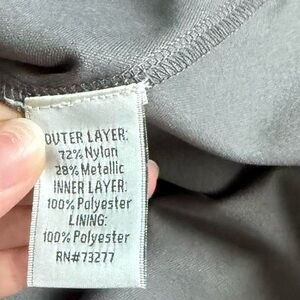 OUTER LAYER:
72% Nylon
28% Metallic
INNER LAYER:
100% Polyester
LINING:
100% Polyester
RN#73277